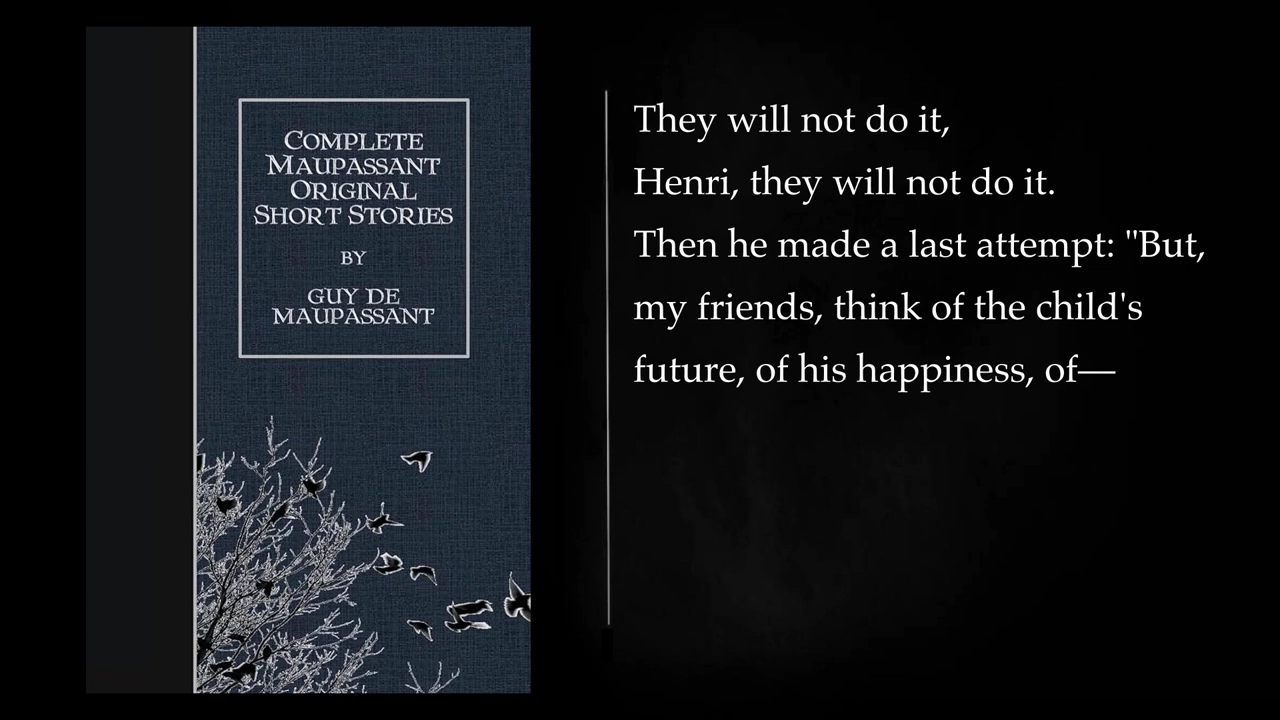 COMPLETE
MAUPASSANT
ORIGINAL
SHORT STORIES
BY
GUY DE
MAUPASSANT
They will not do it,
Henri, they will not do it.
Then he made a last attempt: "But,
my friends, think of the child's
future, of his happiness, of—